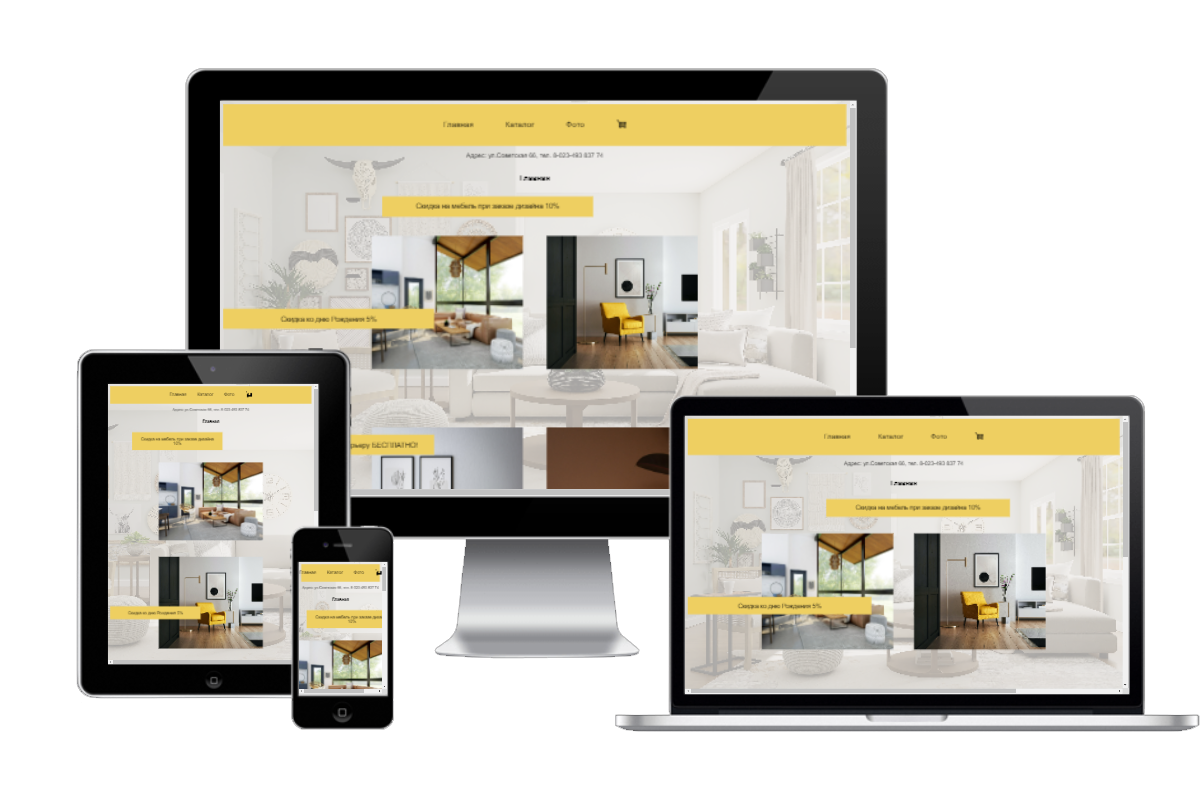 Главная Каталог Фото
Адрес: ул.Советская 66, тел. 8-023-493 837 74
Главная
Скидка на мебель при заказе дизайна 10%
Скидка ко дню Рождения 5%
рьеру БЕСПЛАТНО!
Главная Каталог Фото
Адрес: ул.Советская 66, тел. 8-023-493 837 74
Главная
Скидка на мебель при заказе дизайна
10%
Скидка ко дню Рождения 5%
Главная Каталог Фото
Адрес: ул.Советская 66, тел. 8-023-493 837 74
Главная
Скидка на мебель при заказе дизайна
10%
Главная Каталог Фото
Адрес: ул.Советская 66, тел. 8-023-493 837 74
Главная
Скидка на мебель при заказе дизайна 10%
Скидка ко дню Рождения 5%